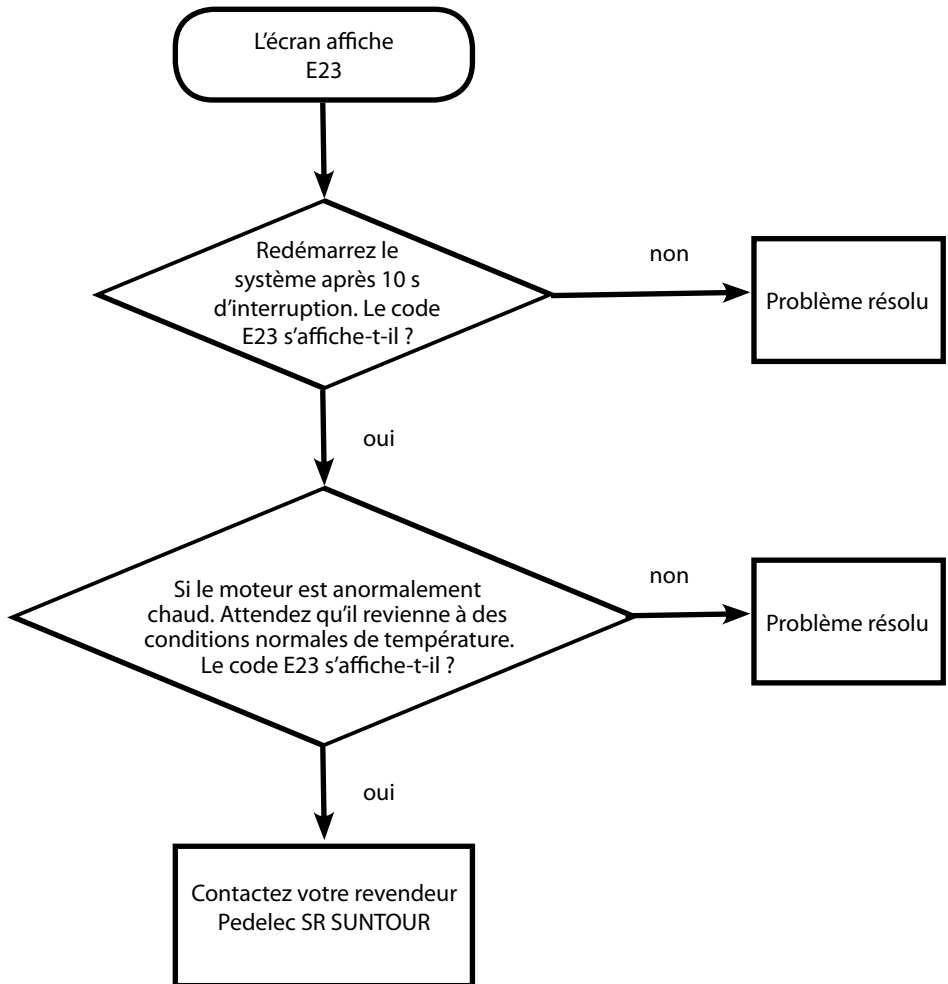 L'écran affiche
E23
Redémarrez le
système après 10 s
d'interruption. Le code
E23 s'affiche-t-il ?
non
Problème résolu
oui
Si le moteur est anormalement
chaud. Attendez qu'il revienne à des
conditions normales de température.
Le code E23 s'affiche-t-il ?
non
Problème résolu
oui
Contactez votre revendeur
Pedelec SR SUNTOUR